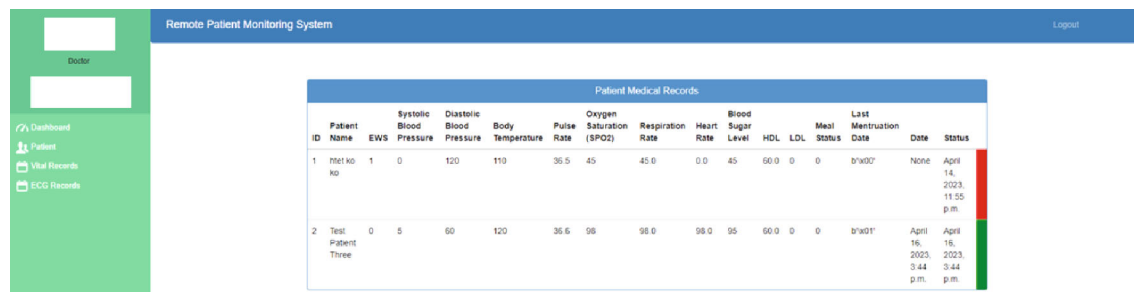 Remote Patient Monitoring System
Logout
Doctor
Dashboard
Patient
Vital Records
ECG Records
Patient Medical Records
ID Patient Name EWS Systolic Blood Pressure Diastolic Blood Pressure Body Temperature Pulse Rate Oxygen Saturation (SPO2) Respiration Rate Heart Rate Blood Sugar Level HDL LDL Meal Status Last Mentruation Date Date Status
1 htet ko ko 1 0 120 110 36.5 45 45.0 0.0 45 60.0 0 0 b'\x00' None April 14, 2023, 11:55 p.m.
2 Test Patient Three 0 5 60 120 36.6 98 98.0 98.0 95 60.0 0 0 b'\x01' April 16, 2023, 3:44 p.m. April 16, 2023, 3:44 p.m.